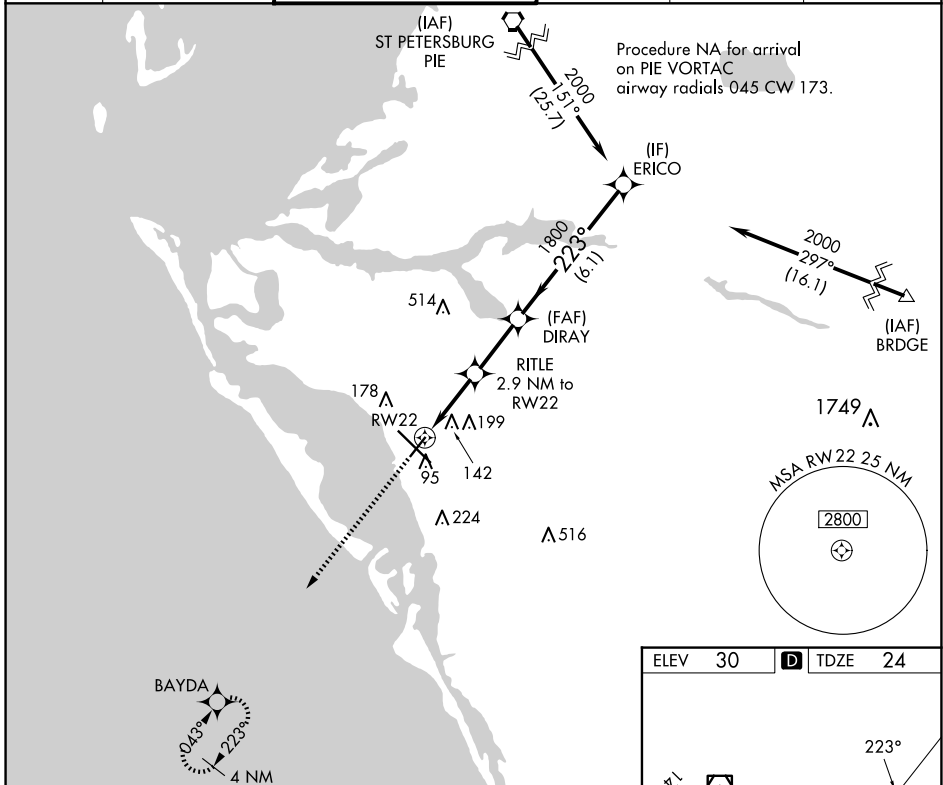 (IAF)
ST PETERSBURG
PIE
Procedure NA for arrival
on PIE VORTAC
airway radials 045 CW 173.
2000
151°
(25.7)
(IF)
ERICO
1800
223°
(6.1)
2000
297°
(16.1)
(IAF)
BRDGE
514
(FAF)
DIRAY
RITLE
2.9 NM to
RW22
178
RW22
199
142
95
224
516
1749
MSA RW22 25 NM
2800
BAYDA
043°
223°
4 NM
ELEV 30 D TDZE 24
223°
14